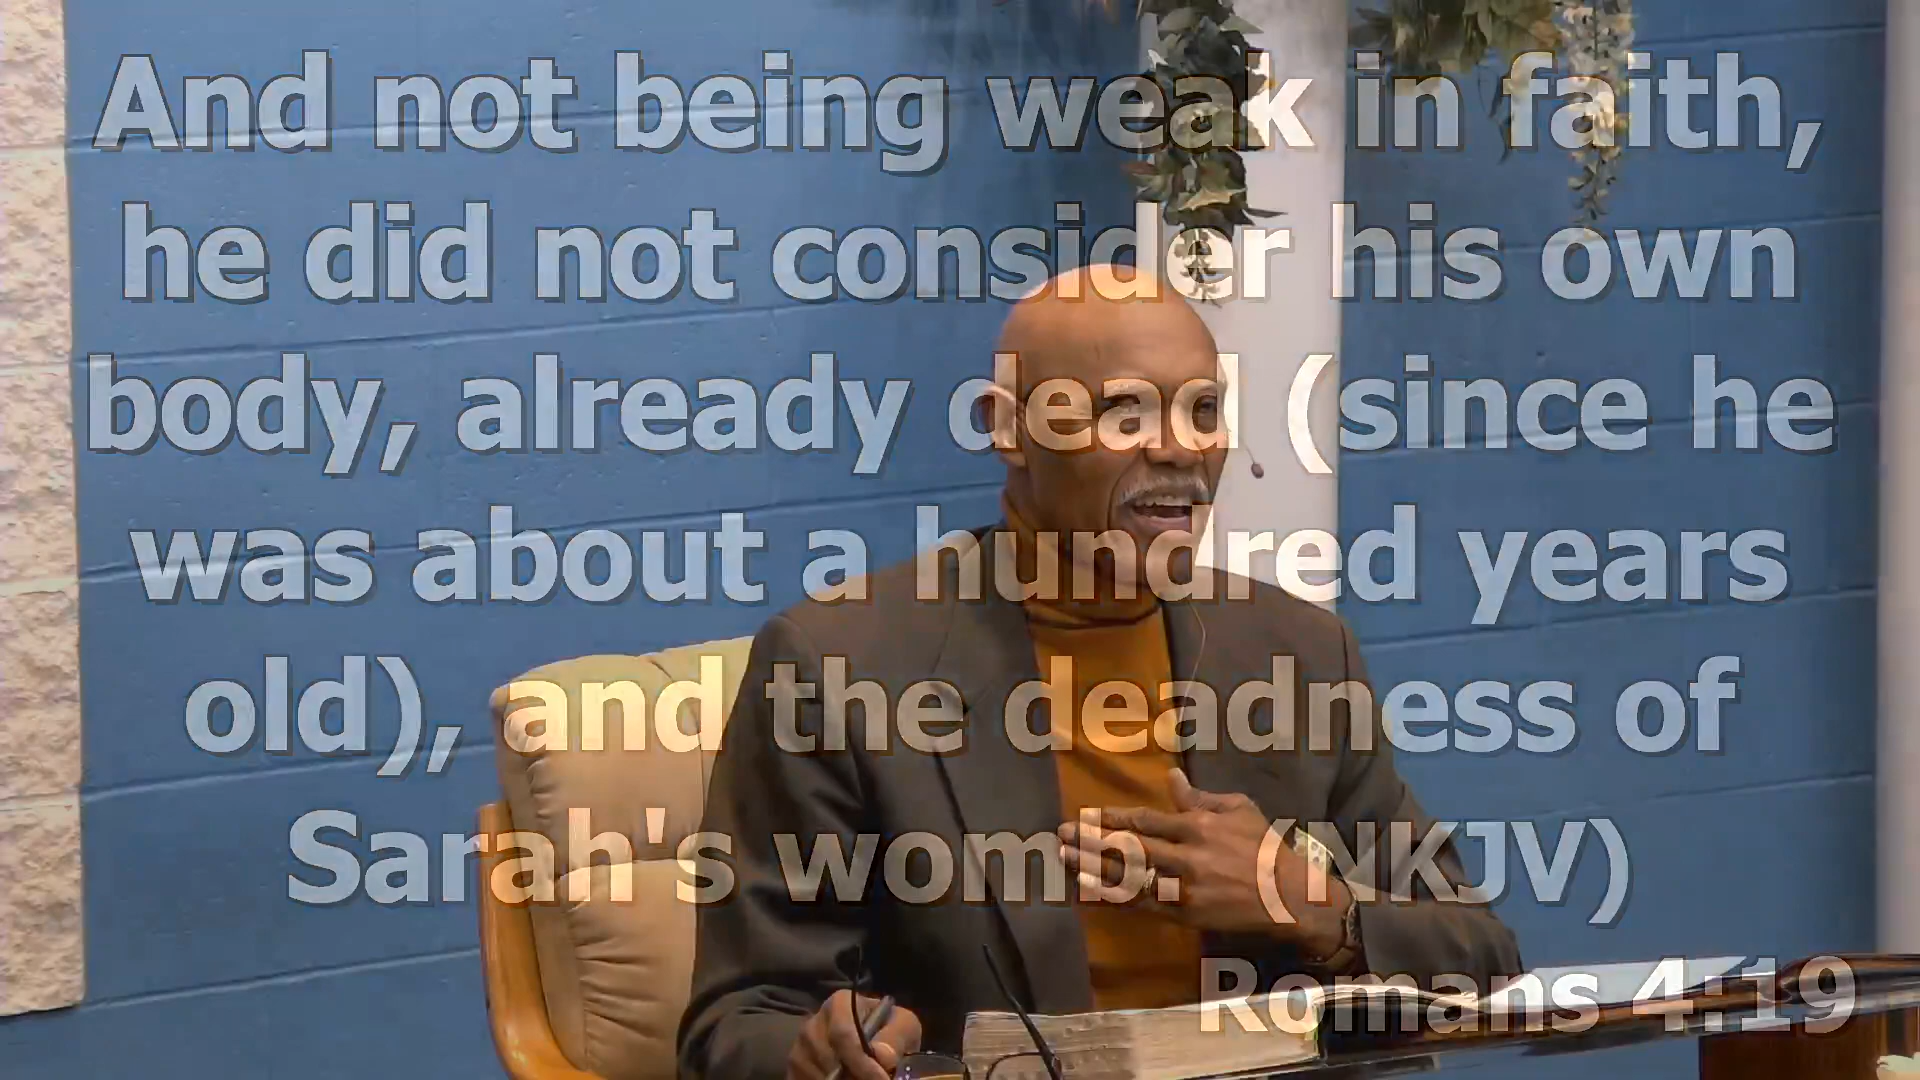 And not being weak in faith,
he did not consider his own
body, already dead (since he
was about a hundred years
old), and the deadness of
Sarah's womb. (NKJV)
Romans 4:19